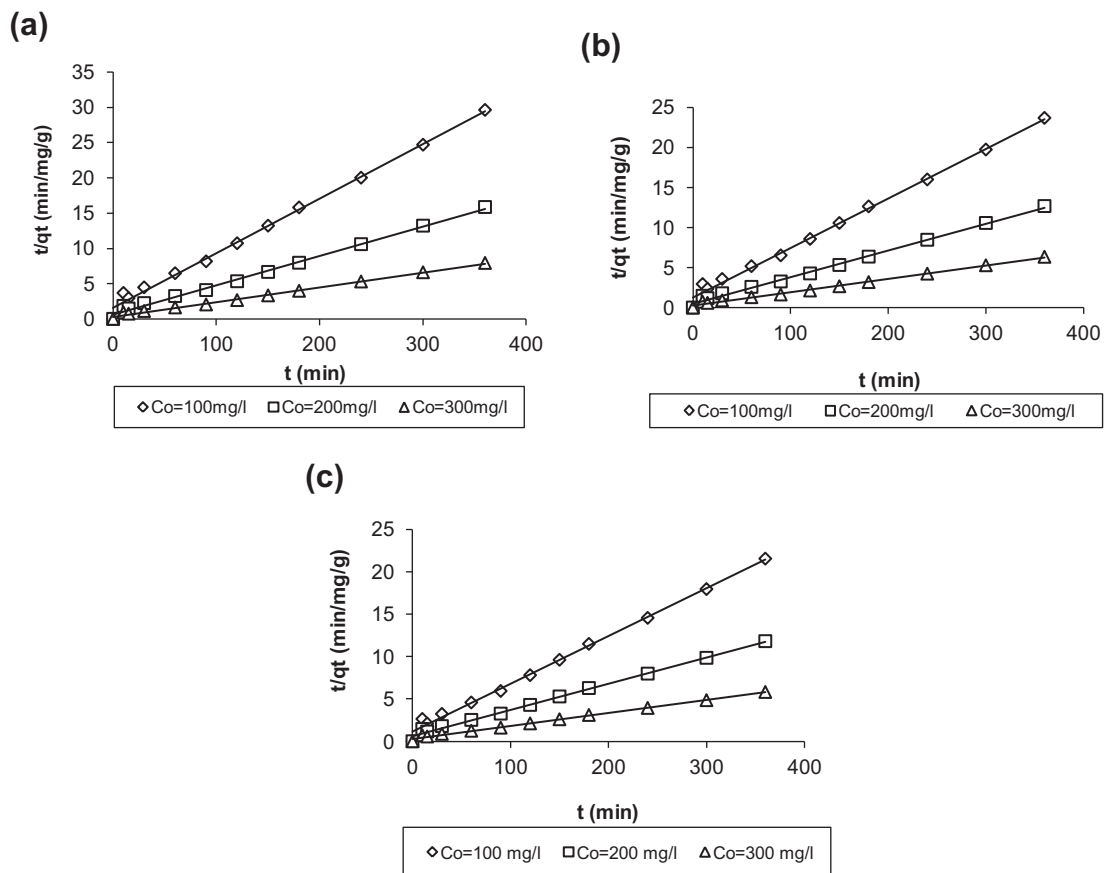 (a)
t/qt (min/mg/g)
35
30
25
20
15
10
5
0
0 100 200 300 400
t (min)
Co=100mg/l Co=200mg/l Co=300mg/l
(b)
t/qt (min/mg/g)
25
20
15
10
5
0
0 100 200 300 400
t (min)
Co=100mg/l Co=200mg/l Co=300mg/l
(c)
t/qt (min/mg/g)
25
20
15
10
5
0
0 100 200 300 400
t (min)
Co=100 mg/l Co=200 mg/l Co=300 mg/l